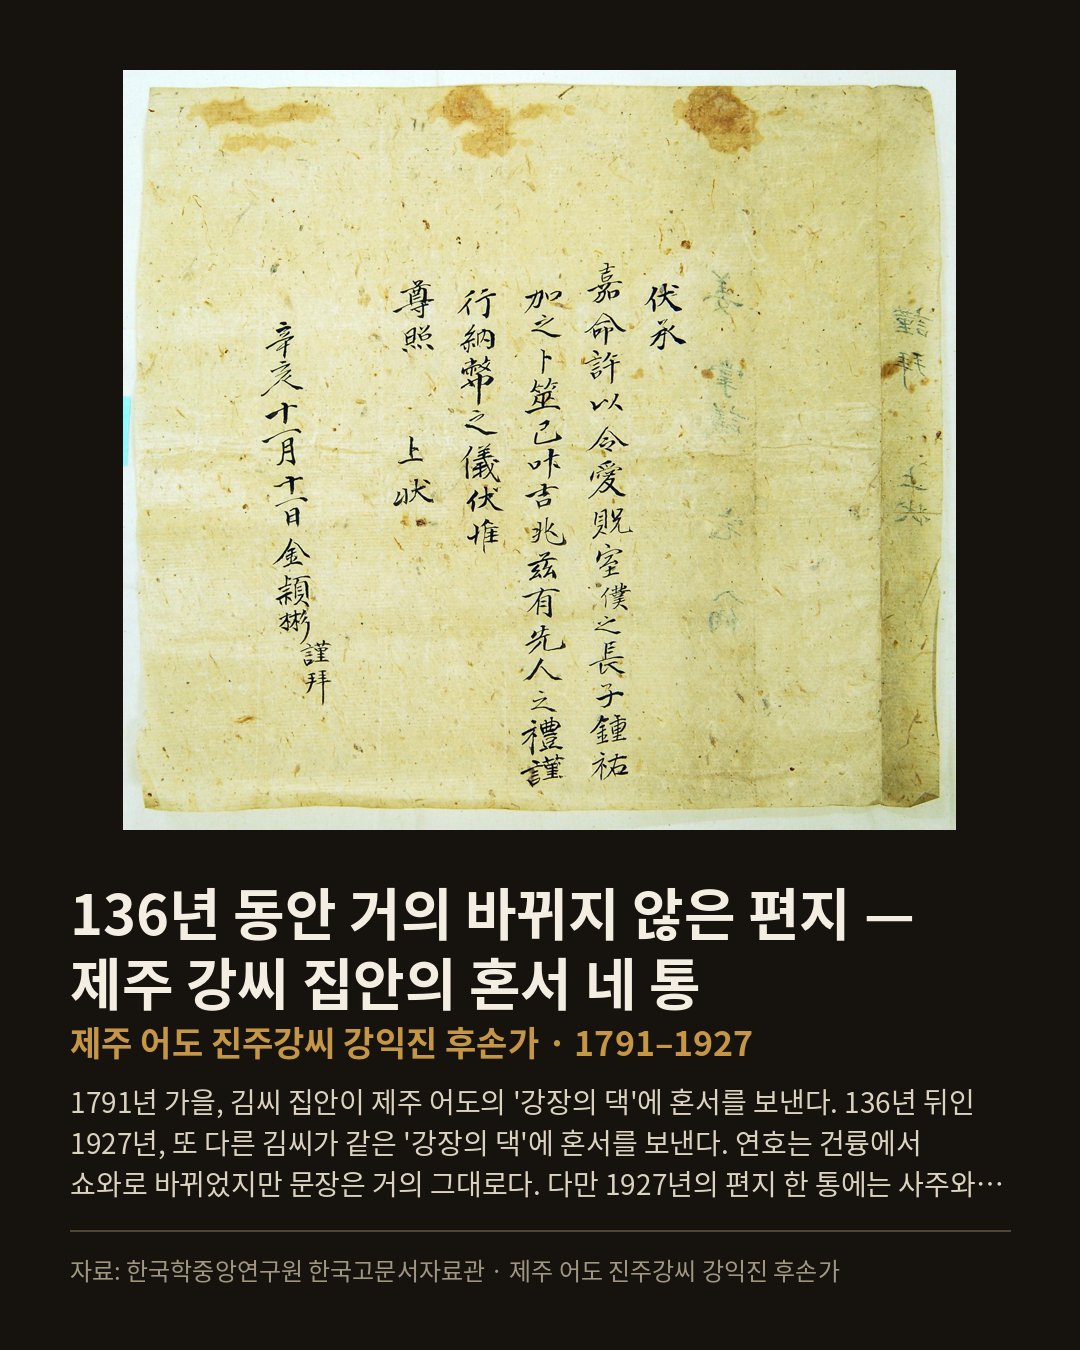 伏承
嘉命許以令愛貺室僕之長子鍾祐
加之卜筮已叶吉兆茲有先人之禮謹
行納幣之儀伏惟
尊照 上狀
辛亥十一月十一日金穎彬謹拜
謹拜 上狀
136년 동안 거의 바뀌지 않은 편지 —
제주 강씨 집안의 혼서 네 통
제주 어도 진주강씨 강익진 후손가 · 1791–1927
1791년 가을, 김씨 집안이 제주 어도의 '강장의 댁'에 혼서를 보낸다. 136년 뒤인
1927년, 또 다른 김씨가 같은 '강장의 댁'에 혼서를 보낸다. 연호는 건륭에서
쇼와로 바뀌었지만 문장은 거의 그대로다. 다만 1927년의 편지 한 통에는 사주와…
자료: 한국학중앙연구원 한국고문서자료관 · 제주 어도 진주강씨 강익진 후손가